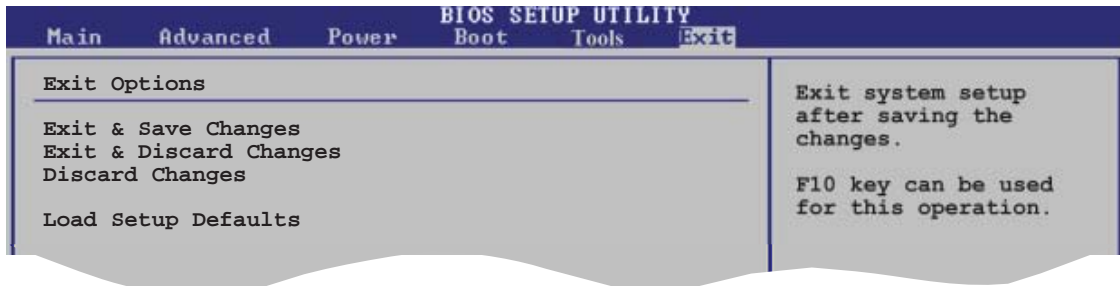 BIOS SETUP UTILITY
Main Advanced Power Boot Tools Exit
Exit Options
Exit & Save Changes
Exit & Discard Changes
Discard Changes
Load Setup Defaults
Exit system setup
after saving the
changes.
F10 key can be used
for this operation.